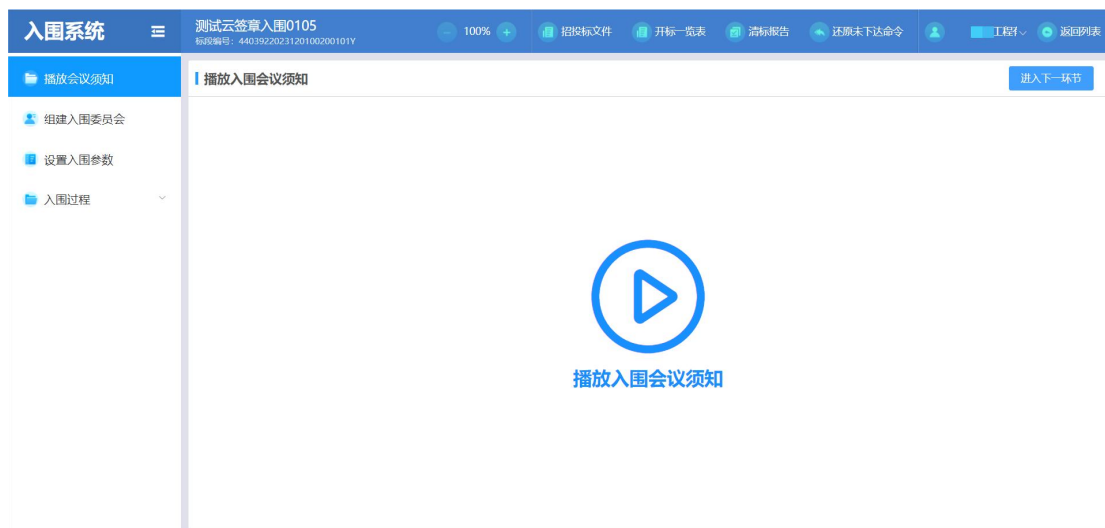 入围系统
测试云签章入围0105
标段编号：4403922023120100200101Y
100%
招投标文件
开标一览表
清标报告
还原未下达命令
返回列表
播放会议须知
组建入围委员会
设置入围参数
入围过程
播放入围会议须知
进入下一环节
播放入围会议须知